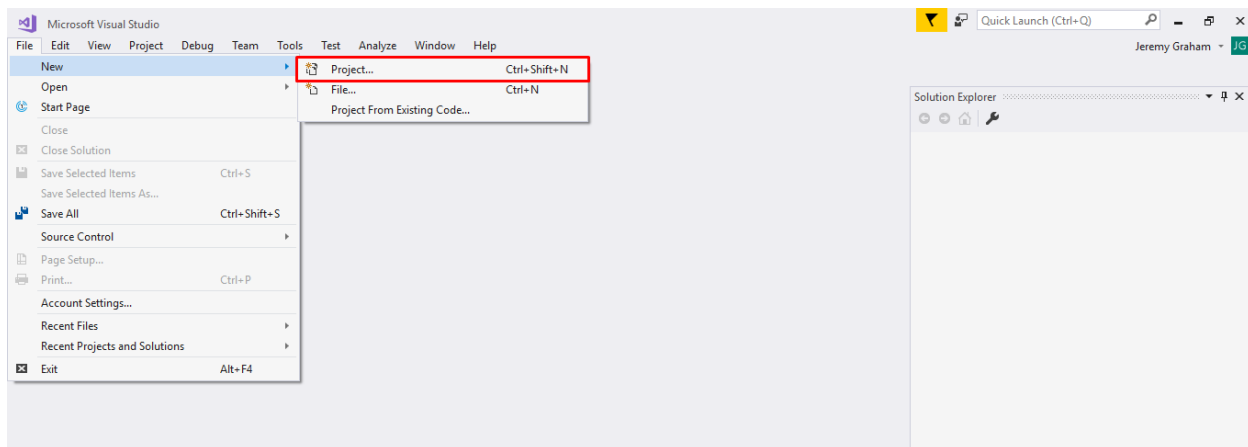 Microsoft Visual Studio
Quick Launch (Ctrl+Q)
File Edit View Project Debug Team Tools Test Analyze Window Help
Jeremy Graham JG
New
Project... Ctrl+Shift+N
Open
File... Ctrl+N
Start Page
Project From Existing Code...
Solution Explorer
Close
Close Solution
Save Selected Items Ctrl+S
Save Selected Items As...
Save All Ctrl+Shift+S
Source Control
Page Setup...
Print... Ctrl+P
Account Settings...
Recent Files
Recent Projects and Solutions
Exit Alt+F4